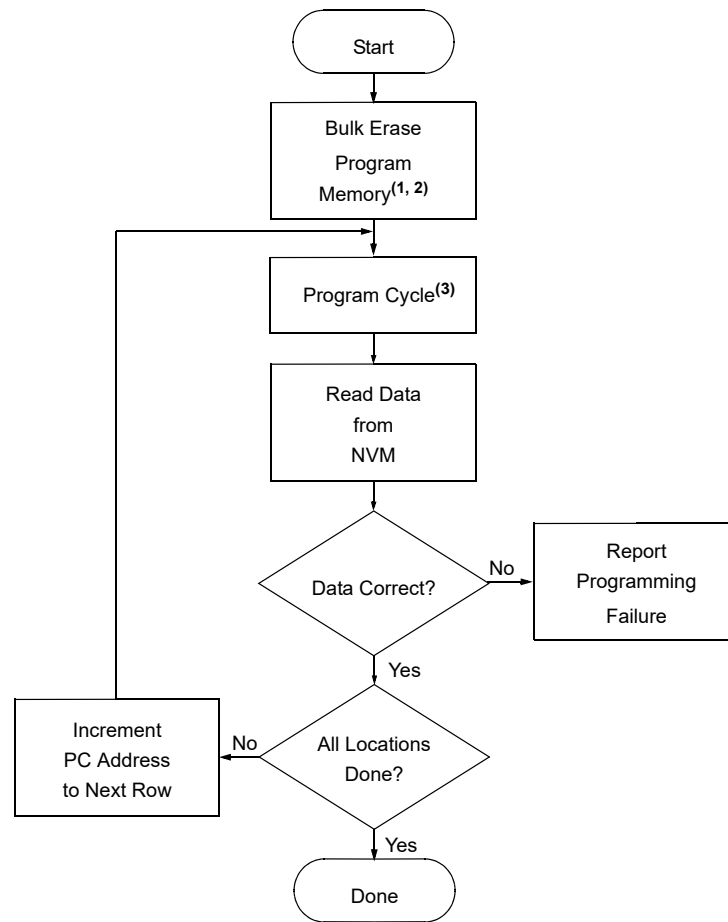 Start
Bulk Erase
Program
Memory(1, 2)
Program Cycle(3)
Read Data
from
NVM
Data Correct?
No
Report
Programming
Failure
Yes
All Locations
Done?
No
Increment
PC Address
to Next Row
Yes
Done